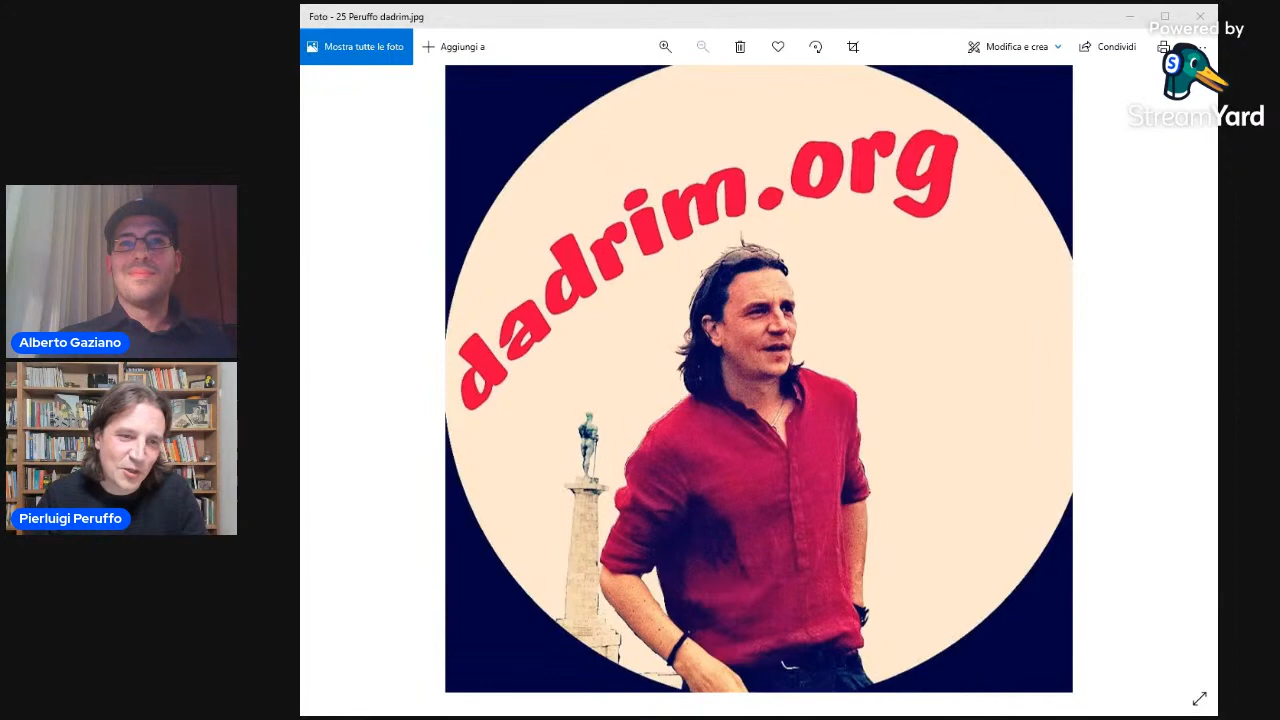 Foto - 25 Peruffo dadrim.jpg
Mostra tutte le foto
Aggiungi a
Modifica e crea
Condividi
Powered by
S
StreamYard
dadrim.org
Alberto Gaziano
Pierluigi Peruffo